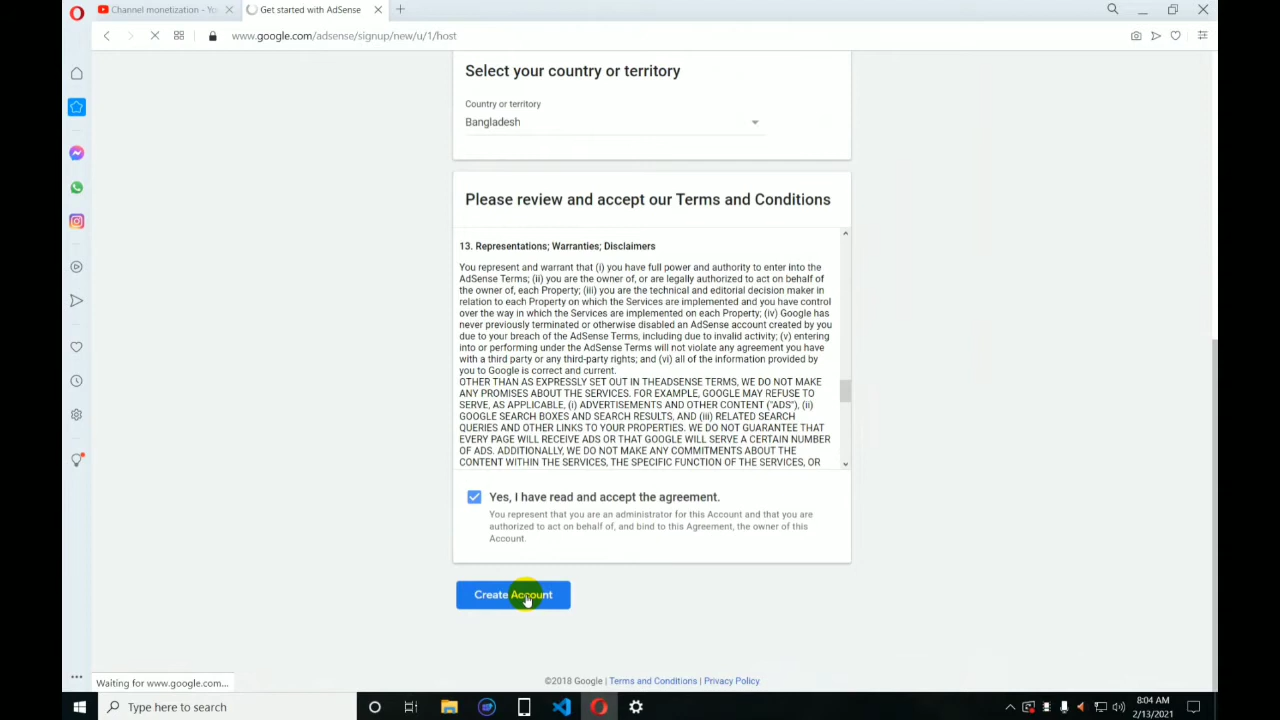 Channel monetization - Yo
Get started with AdSense
www.google.com/adsense/signup/new/u/1/host
Select your country or territory
Country or territory
Bangladesh
Please review and accept our Terms and Conditions
13. Representations; Warranties; Disclaimers
You represent and warrant that (i) you have full power and authority to enter into the
AdSense Terms; (ii) you are the owner of, or are legally authorized to act on behalf of
the owner of, each Property; (iii) you are the technical and editorial decision maker in
relation to each Property on which the Services are implemented and you have control
over the way in which the Services are implemented on each Property; (iv) Google has
never previously terminated or otherwise disabled an AdSense account created by you
due to your breach of the AdSense Terms, including due to invalid activity; (v) entering
into or performing under the AdSense Terms will not violate any agreement you have
with a third party or any third-party rights; and (vi) all of the information provided by
you to Google is correct and current.
OTHER THAN AS EXPRESSLY SET OUT IN THEADSENSE TERMS, WE DO NOT MAKE
ANY PROMISES ABOUT THE SERVICES. FOR EXAMPLE, GOOGLE MAY REFUSE TO
SERVE, AS APPLICABLE, (i) ADVERTISEMENTS AND OTHER CONTENT ("ADS"), (ii)
GOOGLE SEARCH BOXES AND SEARCH RESULTS, AND (iii) RELATED SEARCH
QUERIES AND OTHER LINKS TO YOUR PROPERTIES. WE DO NOT GUARANTEE THAT
EVERY PAGE WILL RECEIVE ADS OR THAT GOOGLE WILL SERVE A CERTAIN NUMBER
OF ADS. ADDITIONALLY, WE DO NOT MAKE ANY COMMITMENTS ABOUT THE
CONTENT WITHIN THE SERVICES, THE SPECIFIC FUNCTION OF THE SERVICES, OR
Yes, I have read and accept the agreement.
You represent that you are an administrator for this Account and that you are
authorized to act on behalf of, and bind to this Agreement, the owner of this
Account.
Create Account
©2018 Google | Terms and Conditions | Privacy Policy
Waiting for www.google.com...
Type here to search
8:04 AM
2/13/2021